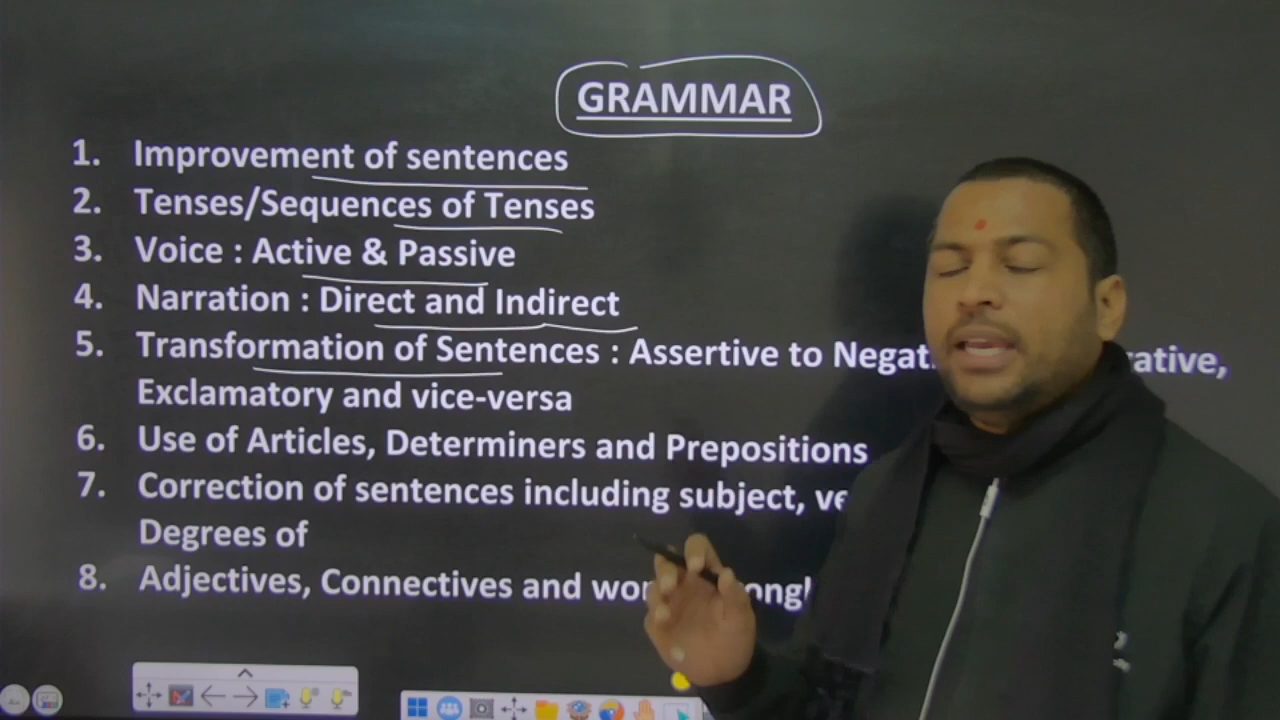 GRAMMAR
1. Improvement of sentences
2. Tenses/Sequences of Tenses
3. Voice : Active & Passive
4. Narration : Direct and Indirect
5. Transformation of Sentences : Assertive to
Exclamatory and vice-versa
6. Use of Articles, Determiners and Prepositions
7. Correction of sentences including subject,
Degrees of
8. Adjectives, Connectives and